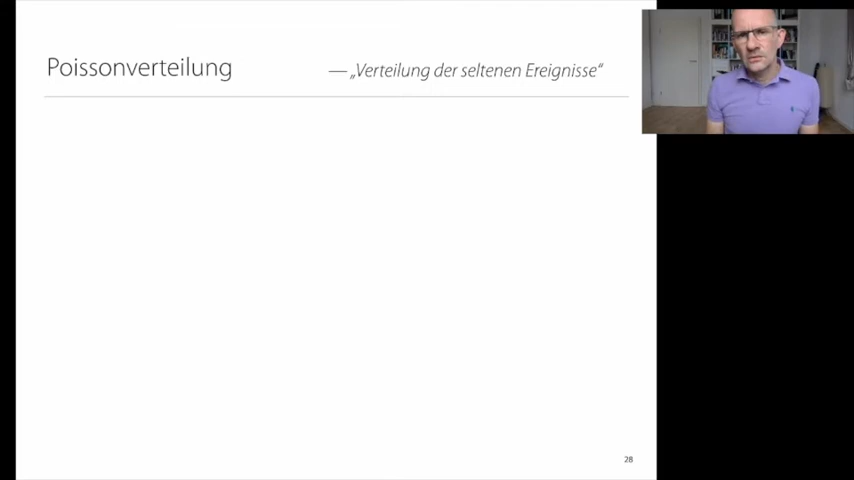 Poissonverteilung — „Verteilung der seltenen Ereignisse“
28